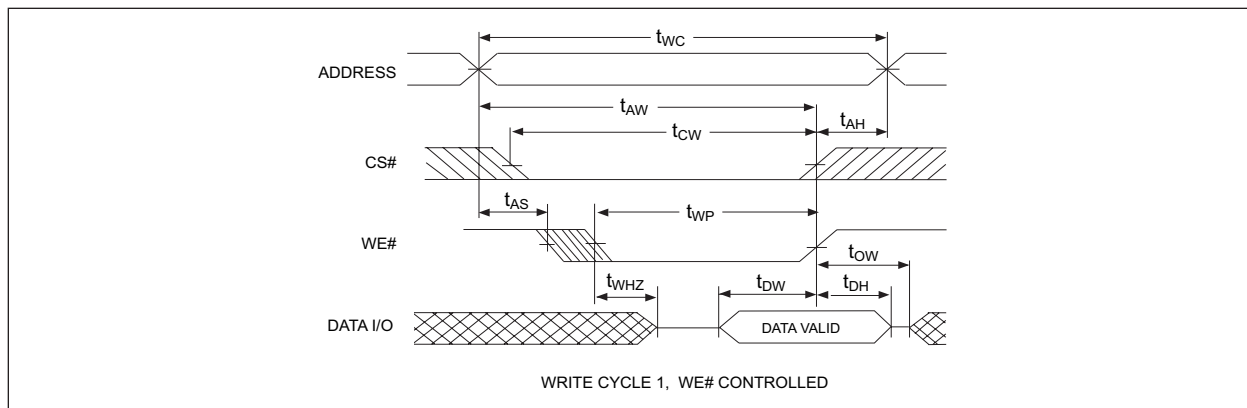 tWC
ADDRESS
tAW
tCW
tAH
CS#
tAS
tWP
WE#
tOW
tWHZ
tDW
tDH
DATA I/O
DATA VALID
WRITE CYCLE 1, WE# CONTROLLED